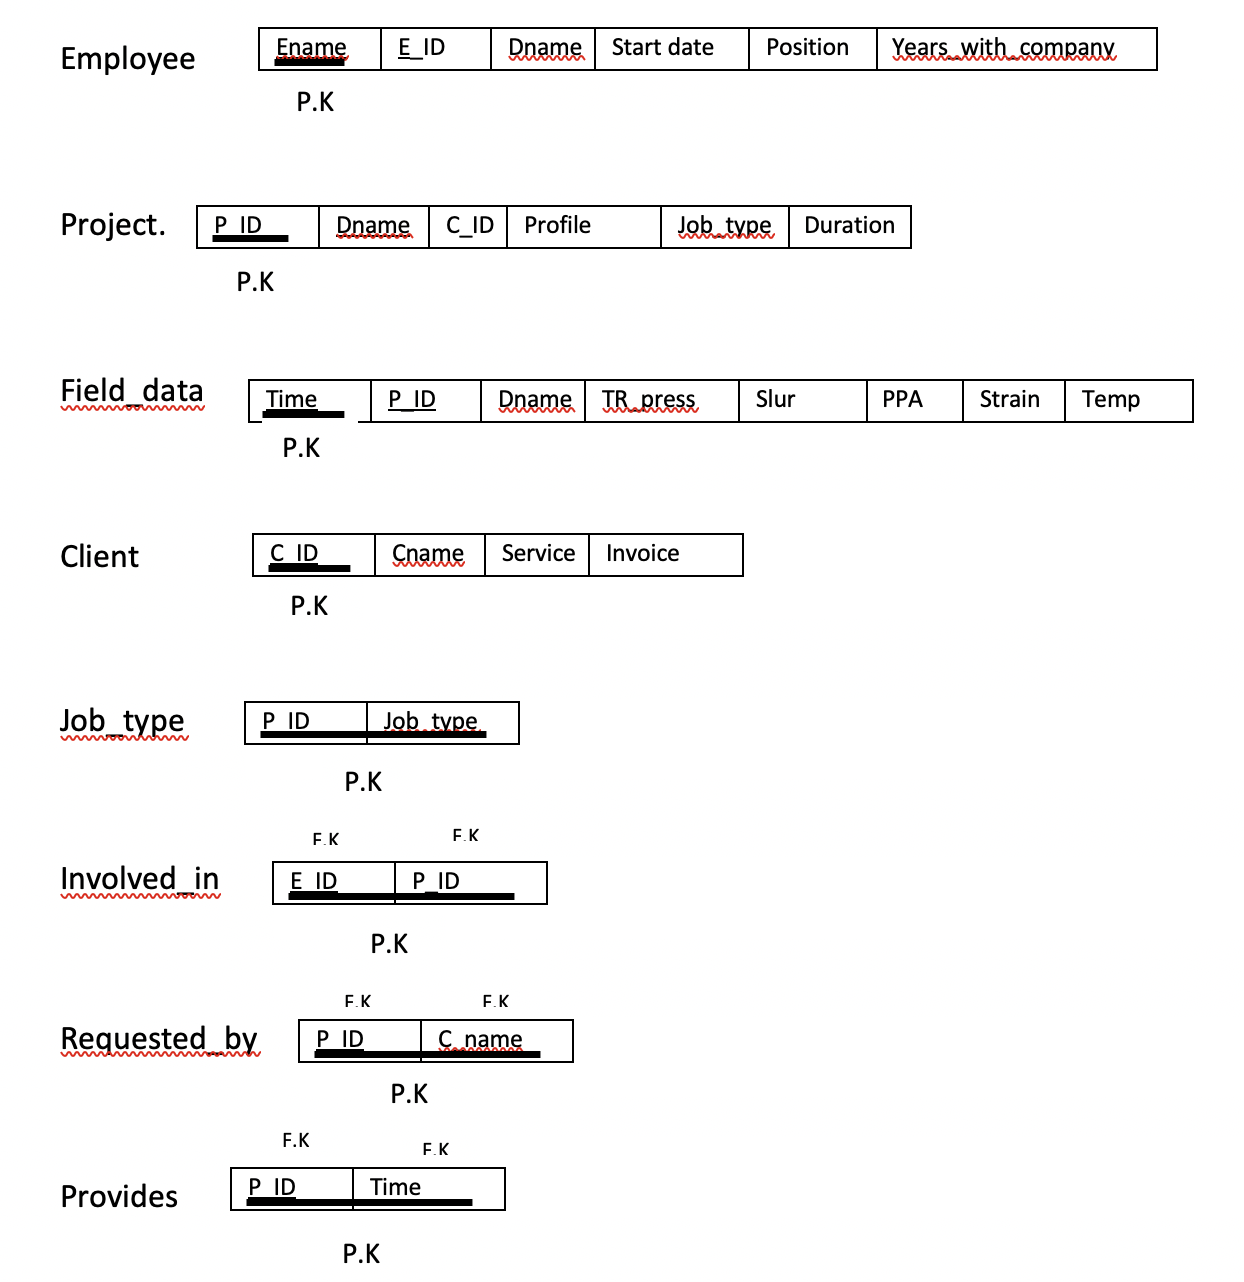 Employee Ename E_ID Dname Start date Position Years_with_company
P.K
Project. P_ID Dname C_ID Profile Job_type Duration
P.K
Field_data Time P_ID Dname TR_press Slur PPA Strain Temp
P.K
Client C_ID Cname Service Invoice
P.K
Job_type P_ID Job_type
P.K
F.K F.K
Involved_in E_ID P_ID
P.K
F.K F.K
Requested_by P_ID C_name
P.K
F.K F.K
Provides P_ID Time
P.K